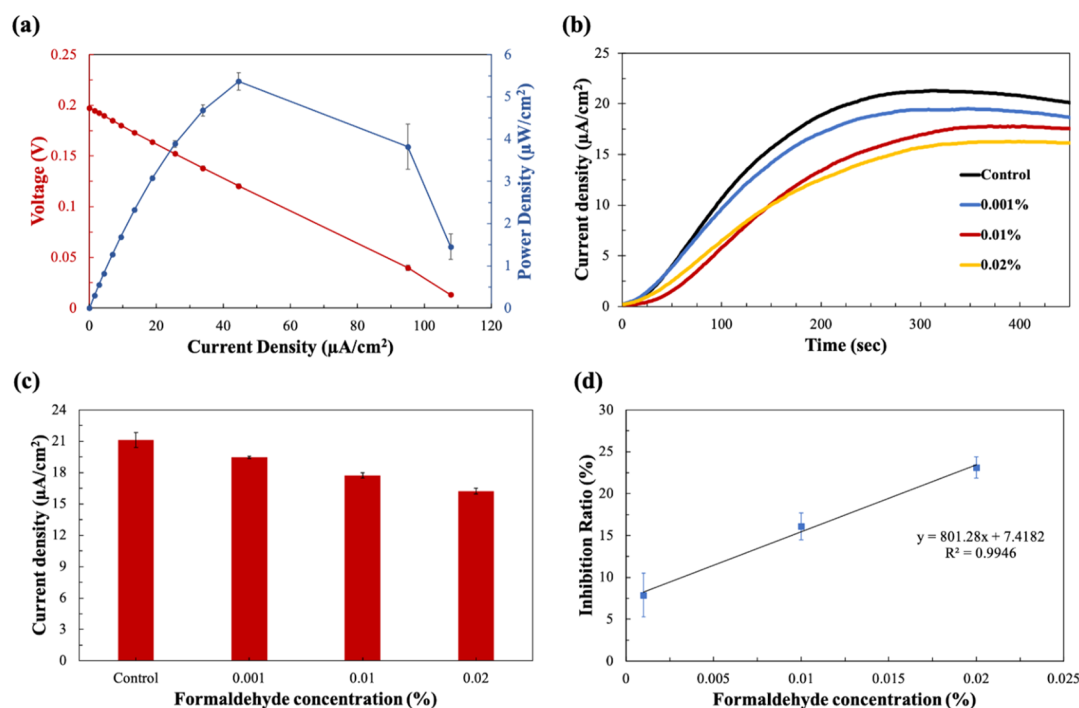 (a)
0.25
0.2
0.15
0.1
0.05
0
Voltage (V)
6
5
4
3
2
1
0
Power Density (μW/cm²)
0 20 40 60 80 100 120
Current Density (μA/cm²)
(b)
25
20
15
10
5
0
Current density (μA/cm²)
Control
0.001%
0.01%
0.02%
0 100 200 300 400
Time (sec)
(c)
24
21
18
15
12
9
6
3
0
Current density (μA/cm²)
Control 0.001 0.01 0.02
Formaldehyde concentration (%)
(d)
30
25
20
15
10
5
0
Inhibition Ratio (%)
y = 801.28x + 7.4182
R² = 0.9946
0 0.005 0.01 0.015 0.02 0.025
Formaldehyde concentration (%)